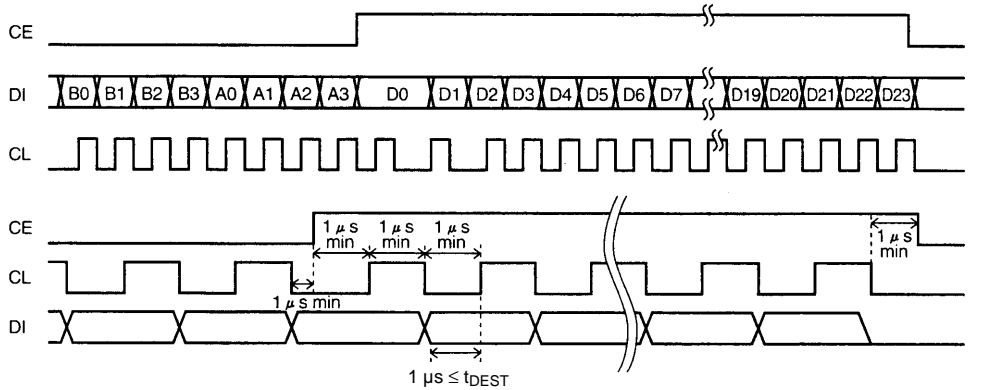 CE
DI B0 B1 B2 B3 A0 A1 A2 A3 D0 D1 D2 D3 D4 D5 D6 D7 D19 D20 D21 D22 D23
CL
CE
1 μs min 1 μs min 1 μs min 1 μs min
CL
1 μs min
DI
1 μs ≤ tDEST